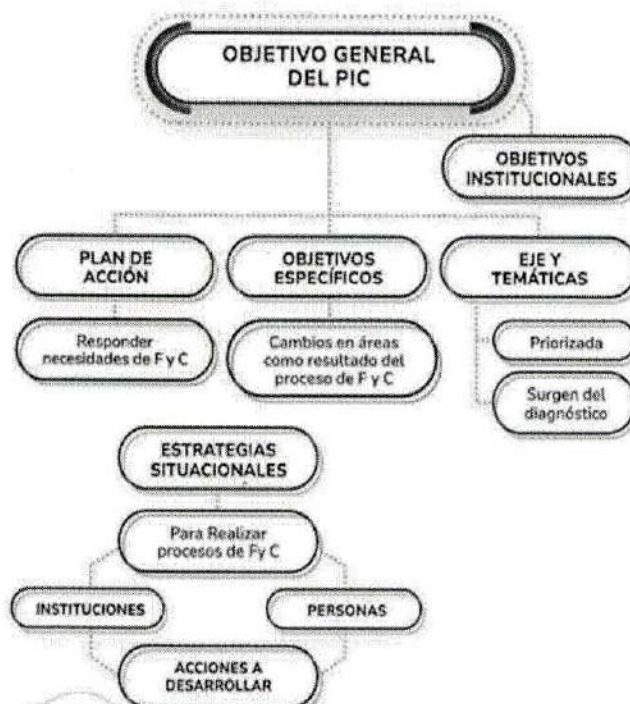 OBJETIVO GENERAL
DEL PIC
OBJETIVOS
INSTITUCIONALES
PLAN DE
ACCIÓN
OBJETIVOS
ESPECÍFICOS
EJE Y
TEMÁTICAS
Responder
necesidades de F y C
Cambios en áreas
como resultado del
proceso de F y C
Priorizada
Surgen del
diagnóstico
ESTRATEGIAS
SITUACIONALES
Para Realizar
procesos de Fy C
INSTITUCIONES
PERSONAS
ACCIONES A
DESARROLLAR